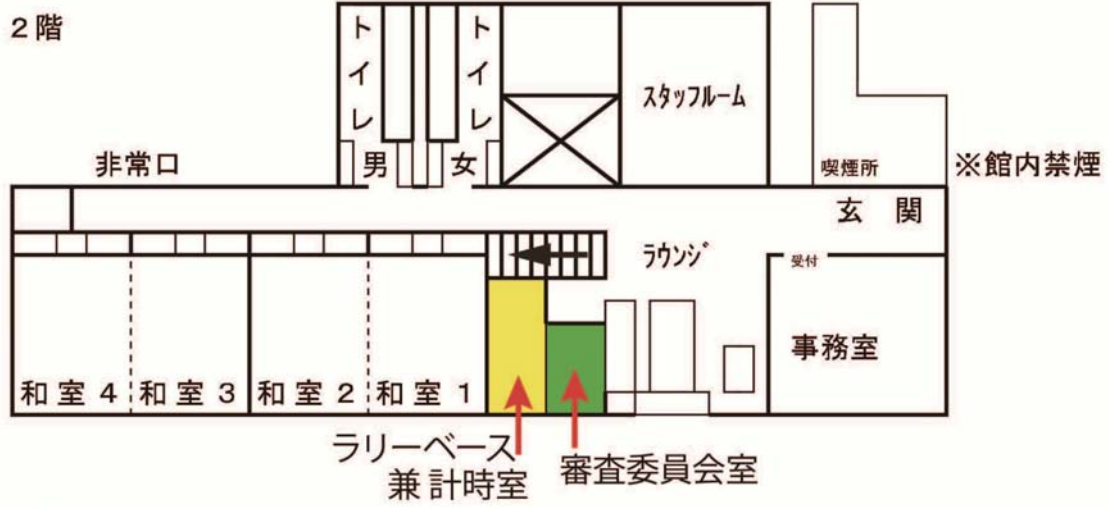 2階
トイレ
トイレ
スタッフルーム
非常口
男
女
喫煙所
※館内禁煙
玄 関
ラウンジ
受付
事務室
和 室 4
和 室 3
和 室 2
和 室 1
ラリーベース
兼 計時室
審査委員会室